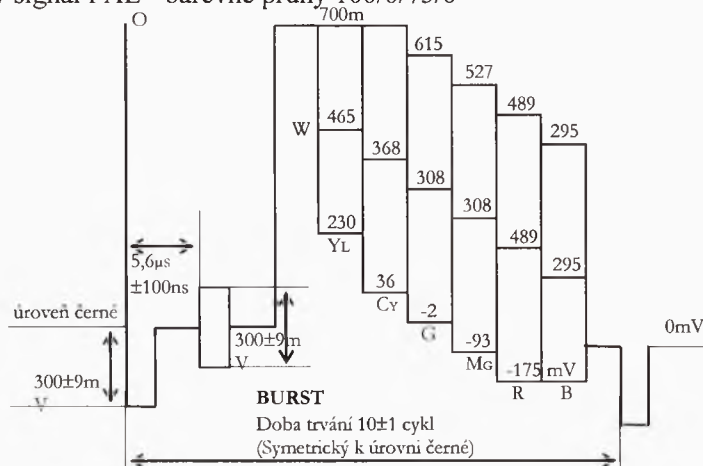 signál PAL - barevné pruhy 100/0/75/0
O
700m
615
527
489
295
W
465
368
308
308
489
295
230
YL
36
CY
-2
G
-93
MG
-175 mV
R
B
5,6µs
±100ns
úroveň černé
300±9m
V
300±9m
V
0mV
BURST
Doba trvání 10±1 cykl
(Symetrický k úrovni černé)